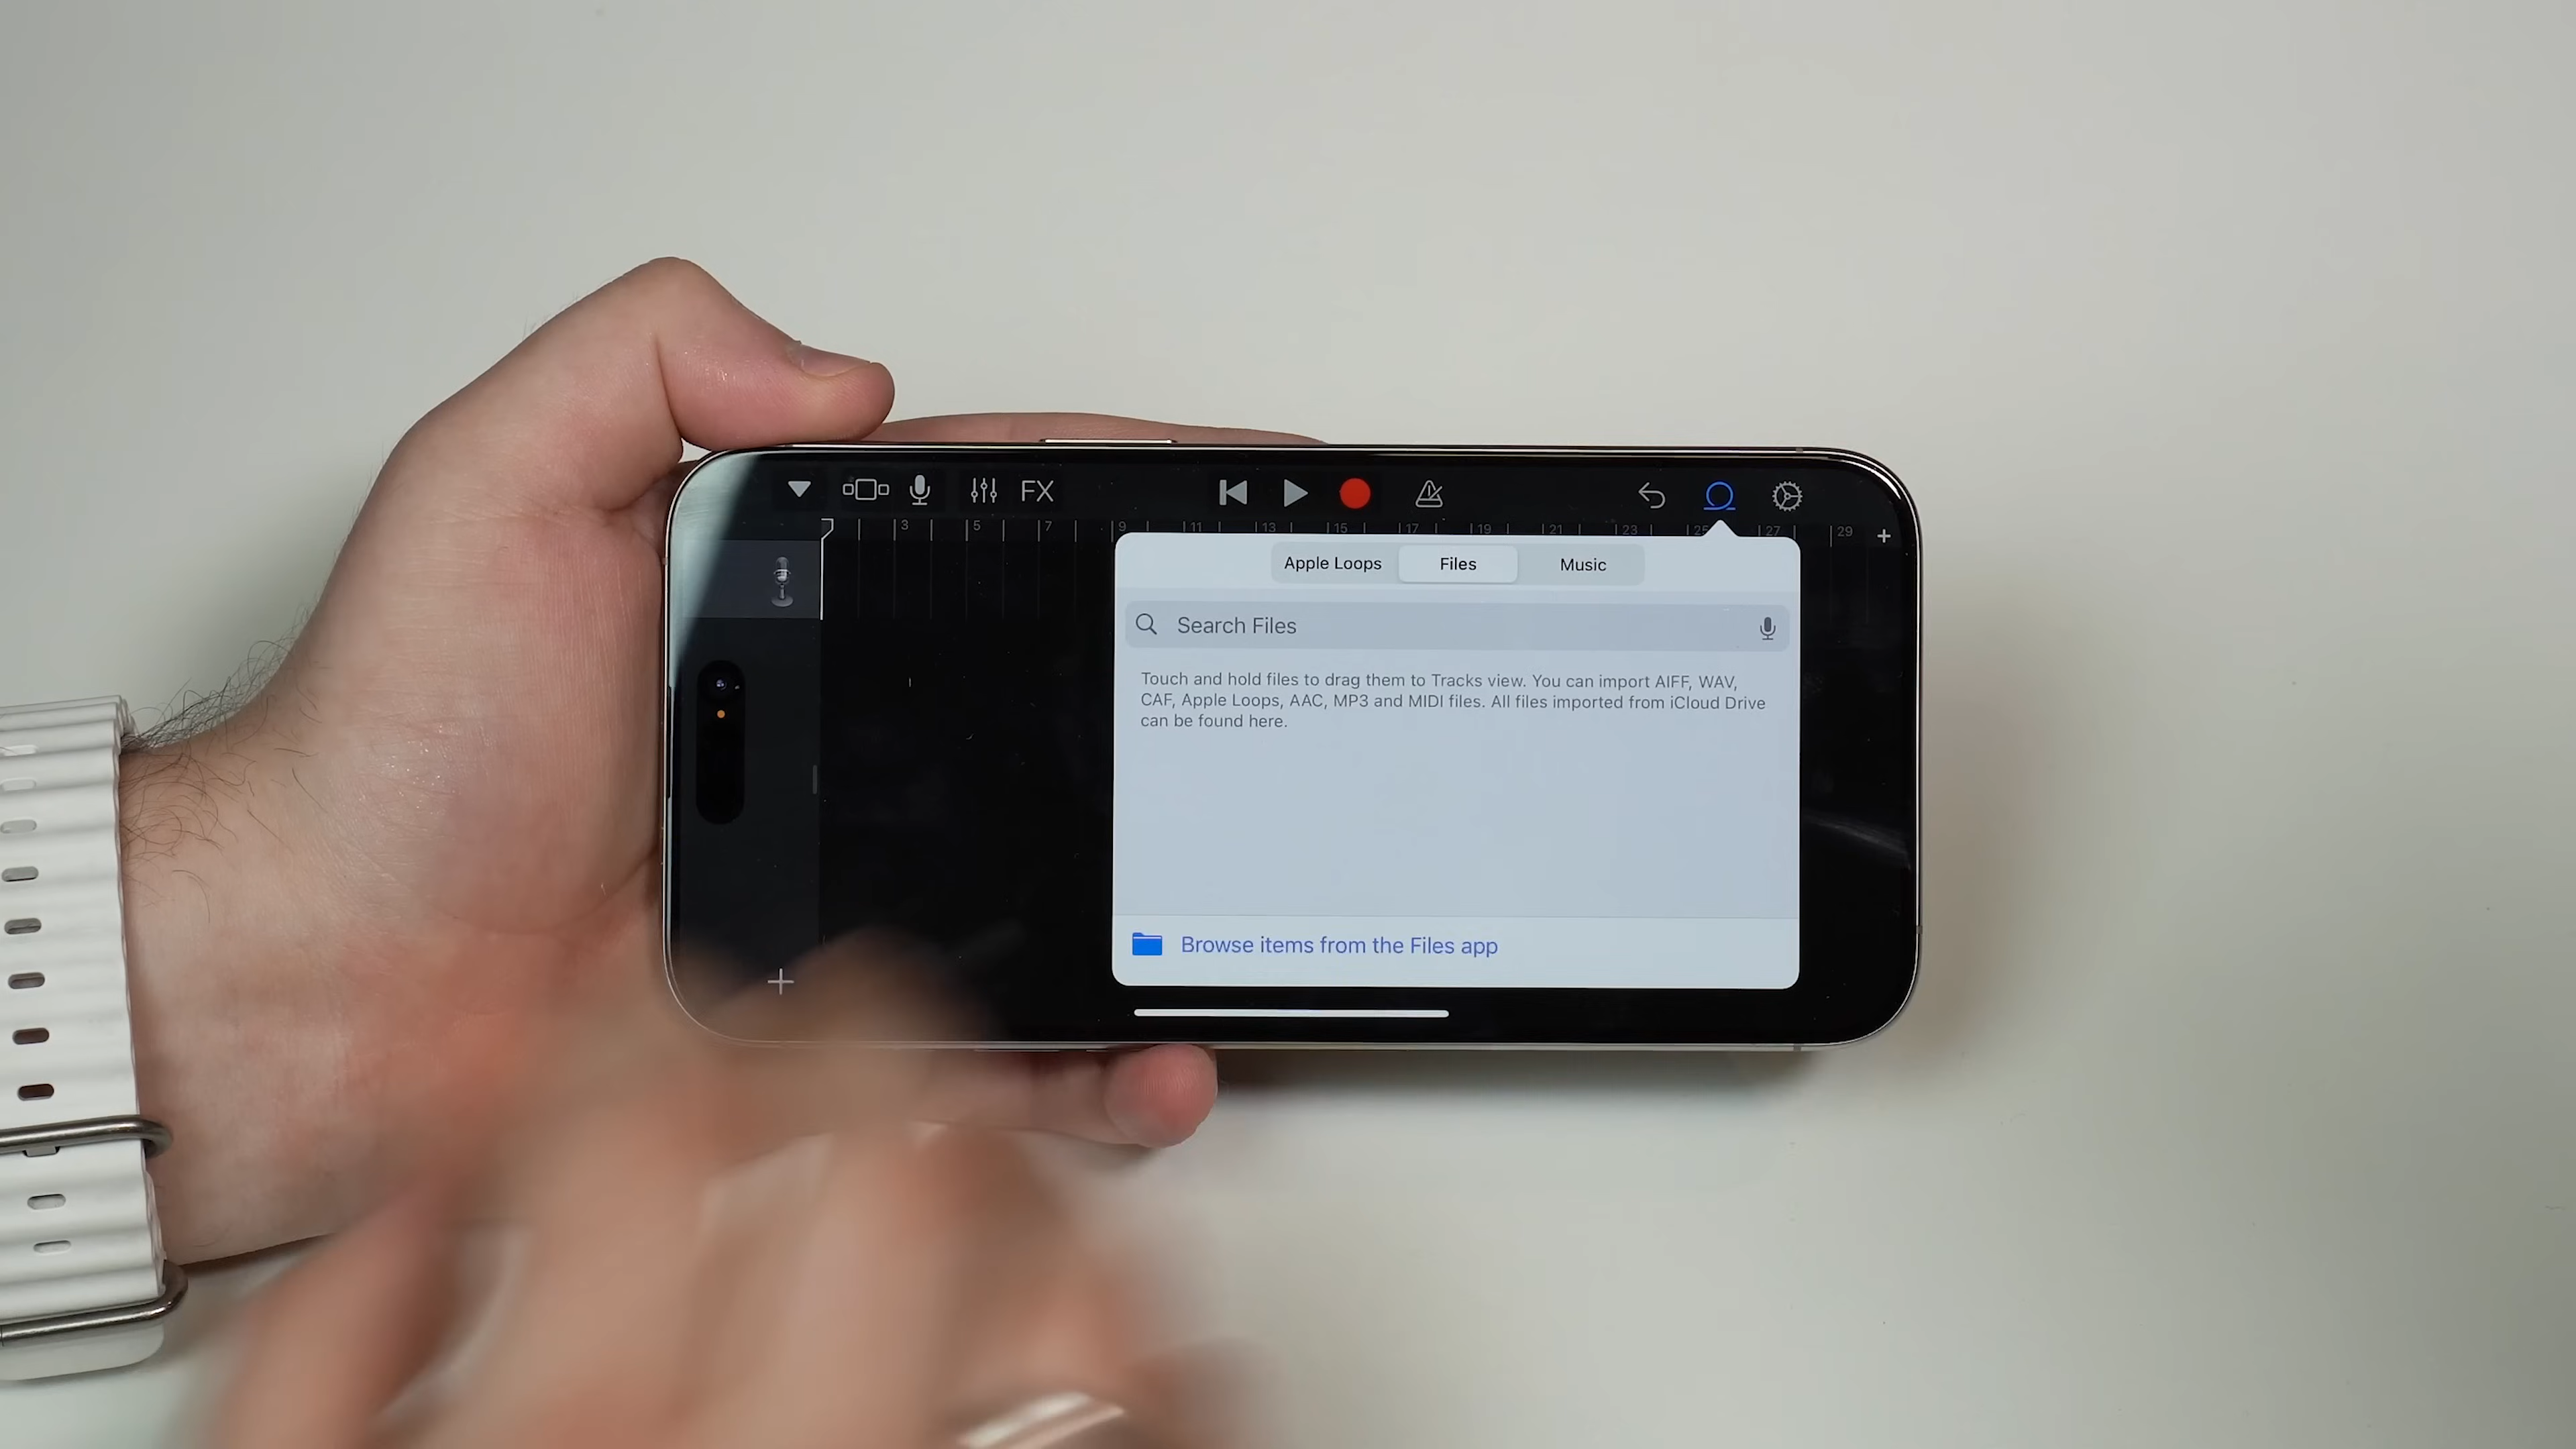 FX
3 5 7 9 11 13 15 17 19 21 23 25 27 29
Apple Loops Files Music
Search Files
Touch and hold files to drag them to Tracks view. You can import AIFF, WAV,
CAF, Apple Loops, AAC, MP3 and MIDI files. All files imported from iCloud Drive
can be found here.
Browse items from the Files app